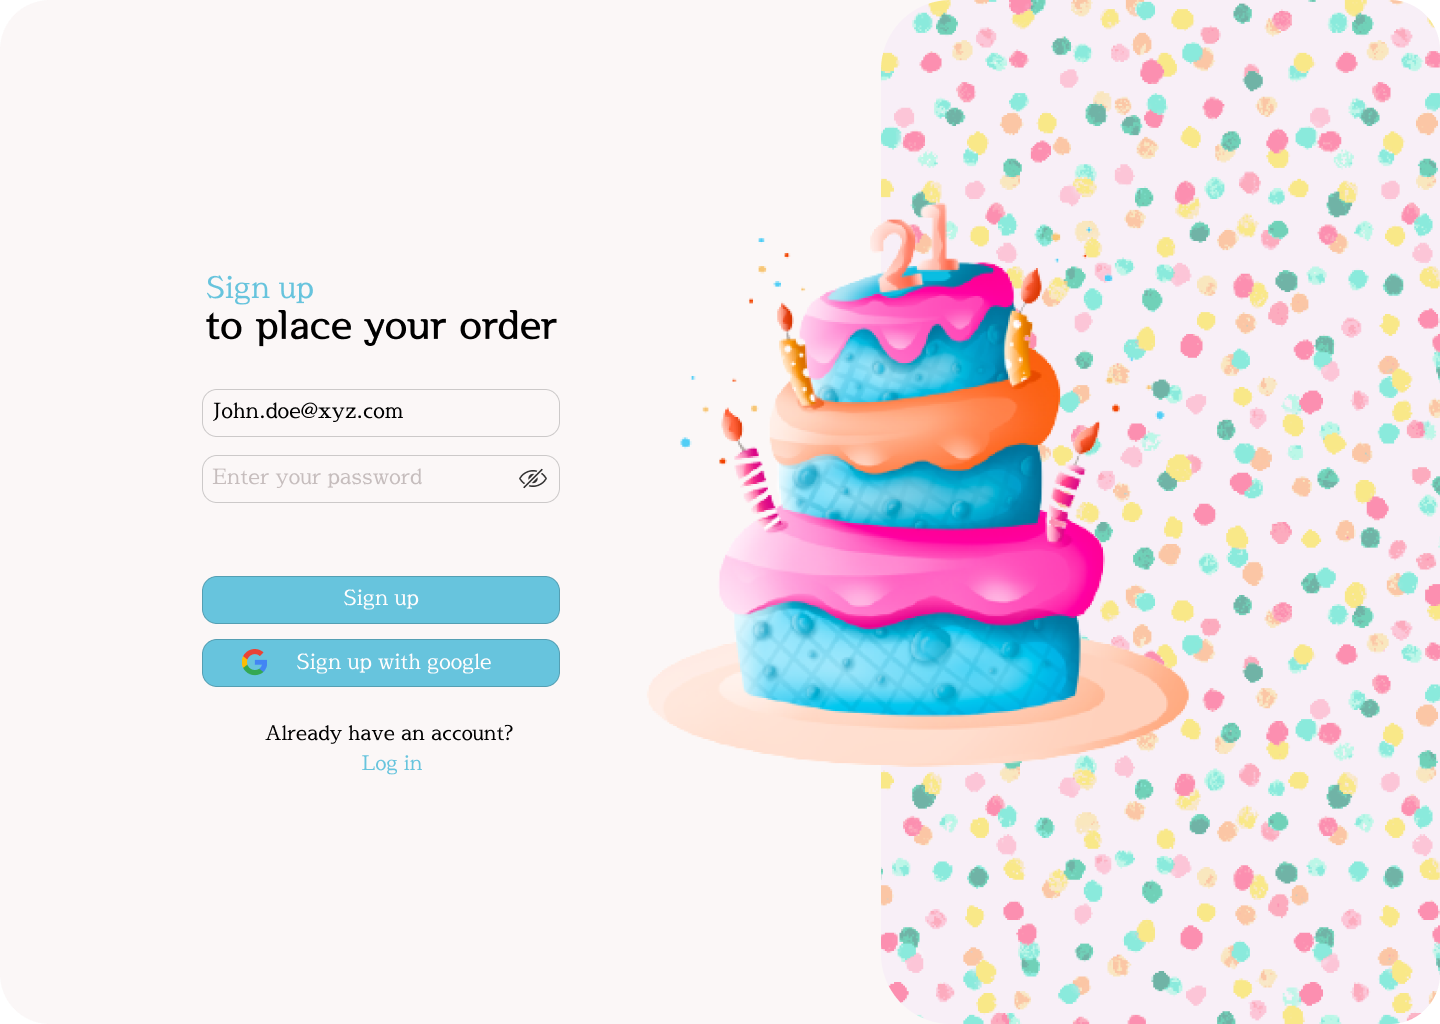 Sign up
to place your order
John.doe@xyz.com
Enter your password
Sign up
Sign up with google
Already have an account?
Log in
21